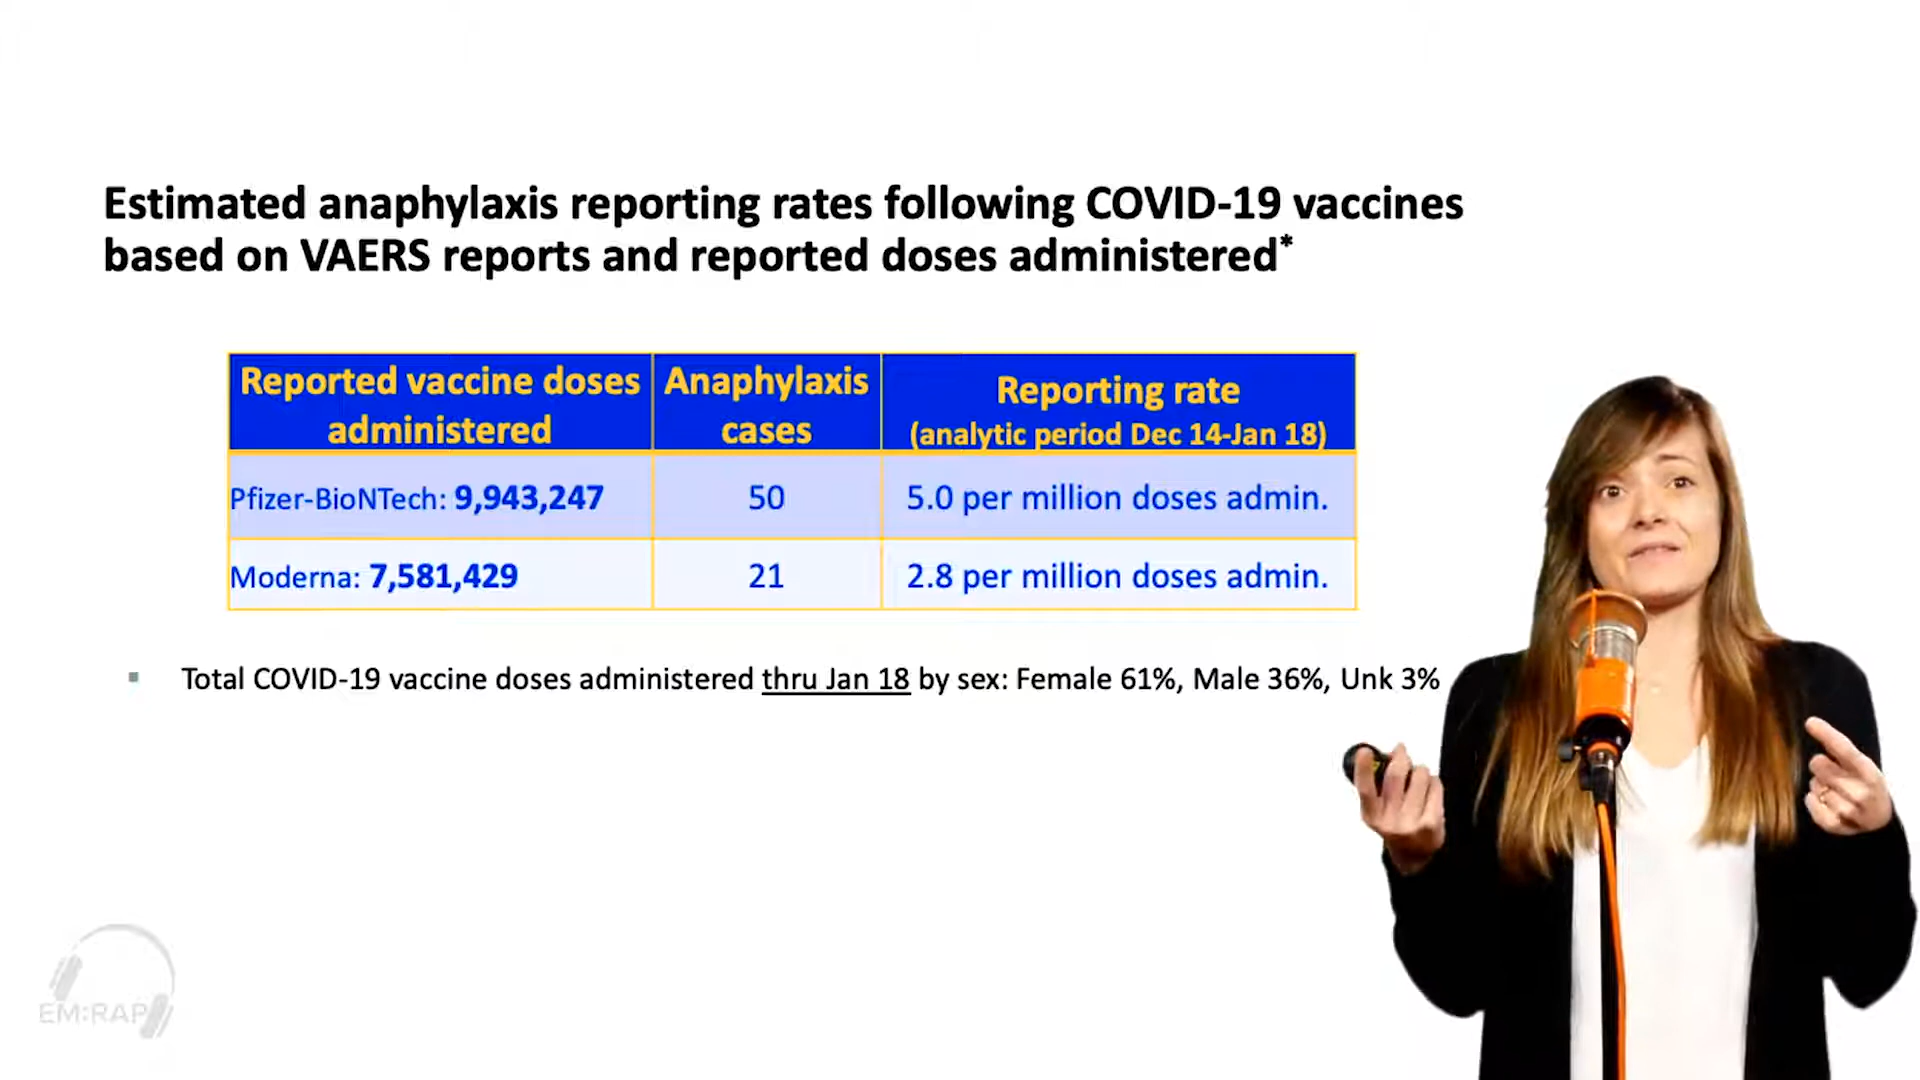 Estimated anaphylaxis reporting rates following COVID-19 vaccines
based on VAERS reports and reported doses administered*
Reported vaccine doses administered
Anaphylaxis cases
Reporting rate
(analytic period Dec 14-Jan 18)
Pfizer-BioNTech: 9,943,247
50
5.0 per million doses admin.
Moderna: 7,581,429
21
2.8 per million doses admin.
▪ Total COVID-19 vaccine doses administered thru Jan 18 by sex: Female 61%, Male 36%, Unk 3%
EM:RAP